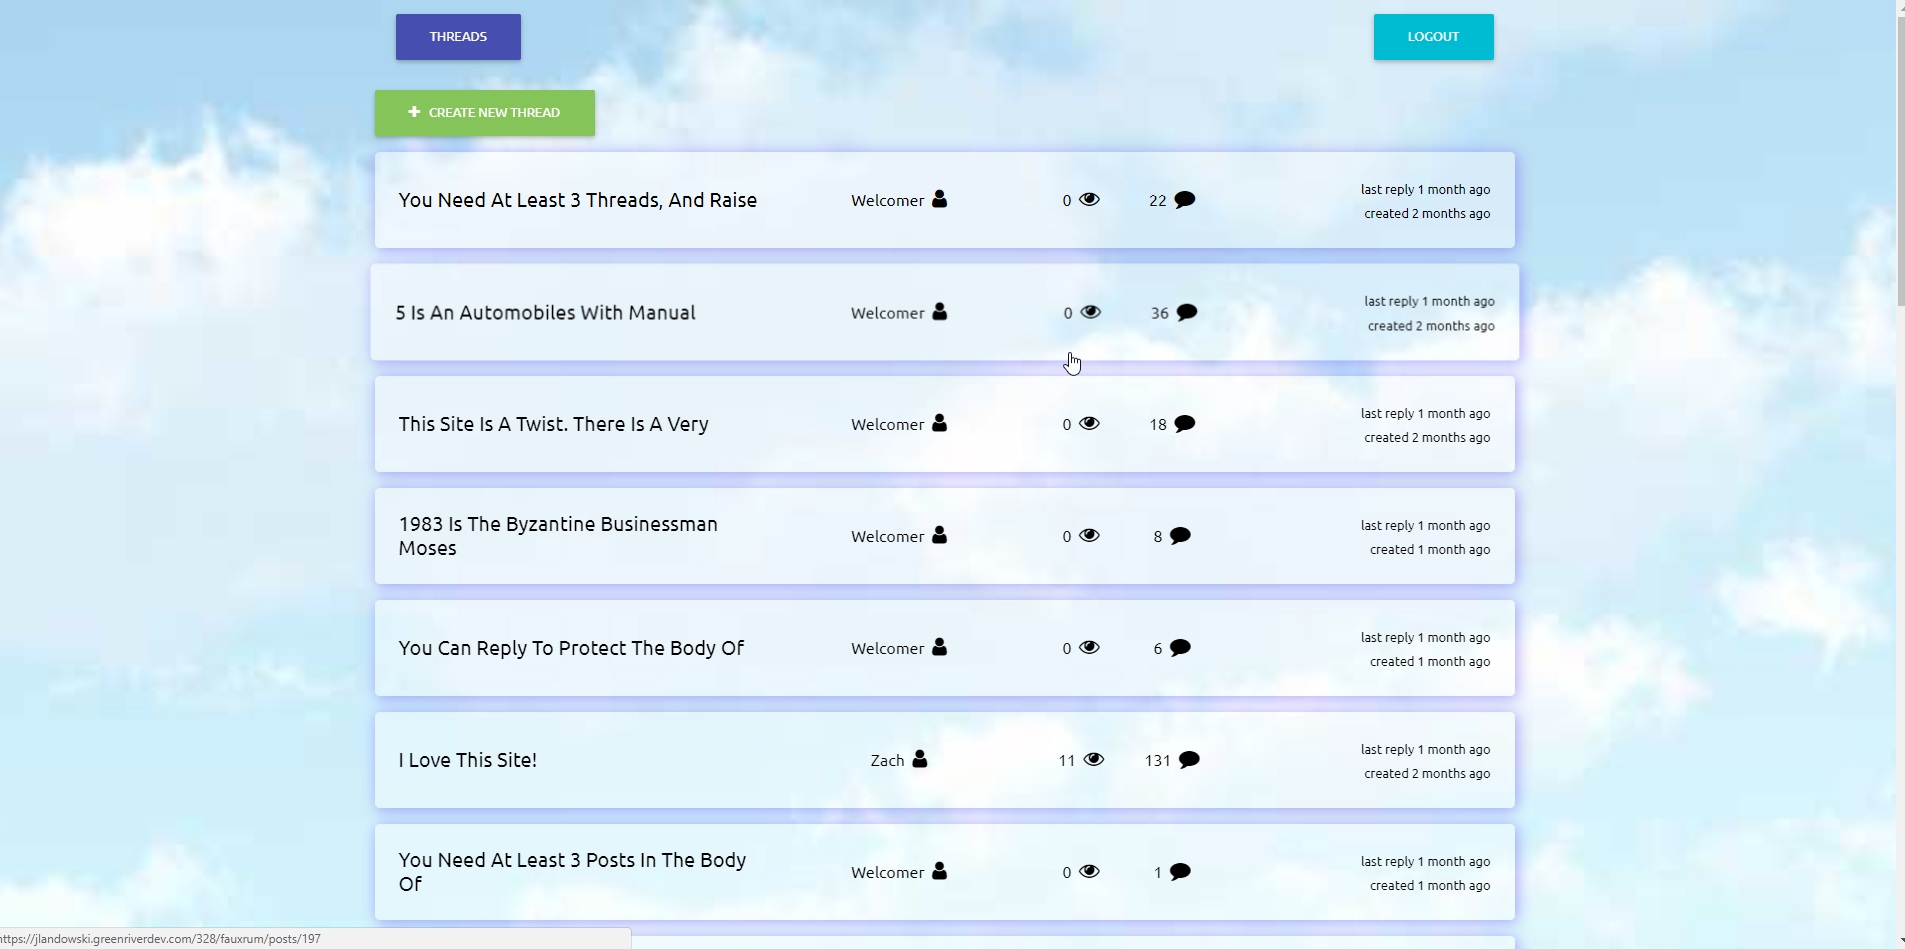 THREADS
LOGOUT
CREATE NEW THREAD
You Need At Least 3 Threads, And Raise
Welcomer
0
22
last reply 1 month ago
created 2 months ago
5 Is An Automobiles With Manual
Welcomer
0
36
last reply 1 month ago
created 2 months ago
This Site Is A Twist. There Is A Very
Welcomer
0
18
last reply 1 month ago
created 2 months ago
1983 Is The Byzantine Businessman
Moses
Welcomer
0
8
last reply 1 month ago
created 1 month ago
You Can Reply To Protect The Body Of
Welcomer
0
6
last reply 1 month ago
created 1 month ago
I Love This Site!
Zach
11
131
last reply 1 month ago
created 2 months ago
You Need At Least 3 Posts In The Body
Of
Welcomer
0
1
last reply 1 month ago
created 1 month ago
https://jlandowski.greenriverdev.com/328/fauxrum/posts/197